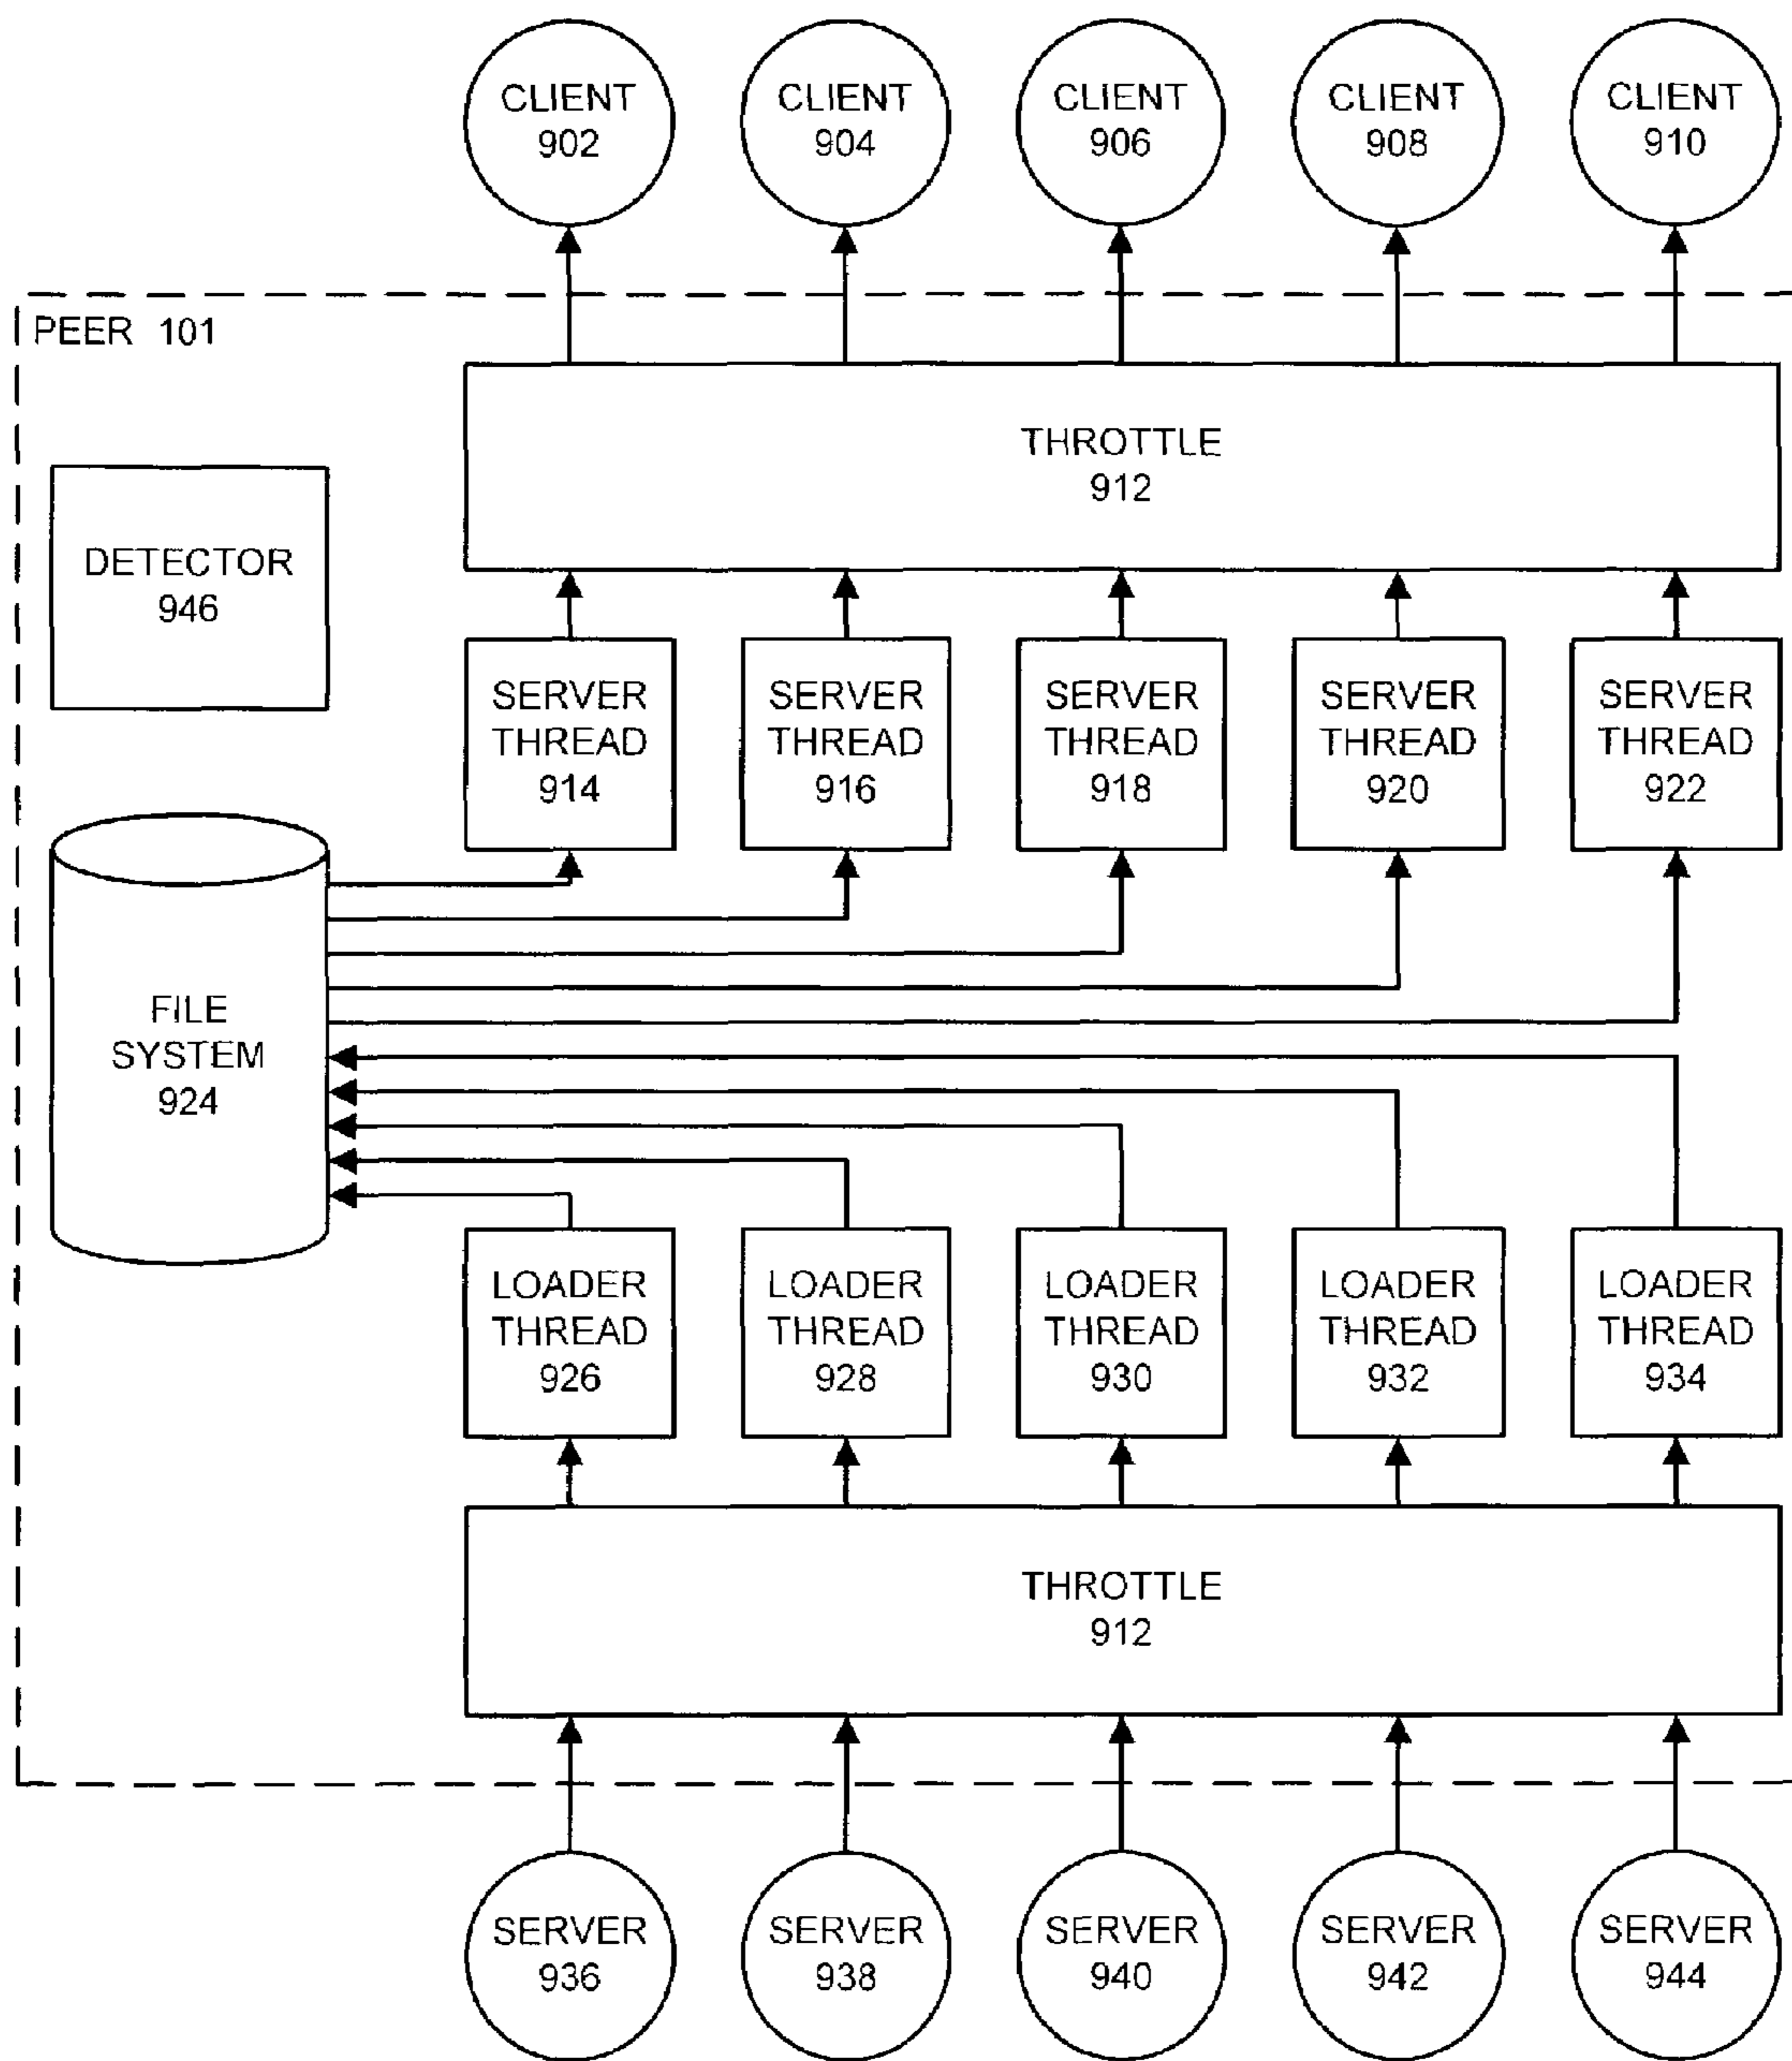 CLIENT
902
CLIENT
904
CLIENT
906
CLIENT
908
CLIENT
910
PEER 101
THROTTLE
912
DETECTOR
946
SERVER
THREAD
914
SERVER
THREAD
916
SERVER
THREAD
918
SERVER
THREAD
920
SERVER
THREAD
922
FILE
SYSTEM
924
LOADER
THREAD
926
LOADER
THREAD
928
LOADER
THREAD
930
LOADER
THREAD
932
LOADER
THREAD
934
THROTTLE
912
SERVER
936
SERVER
938
SERVER
940
SERVER
942
SERVER
944